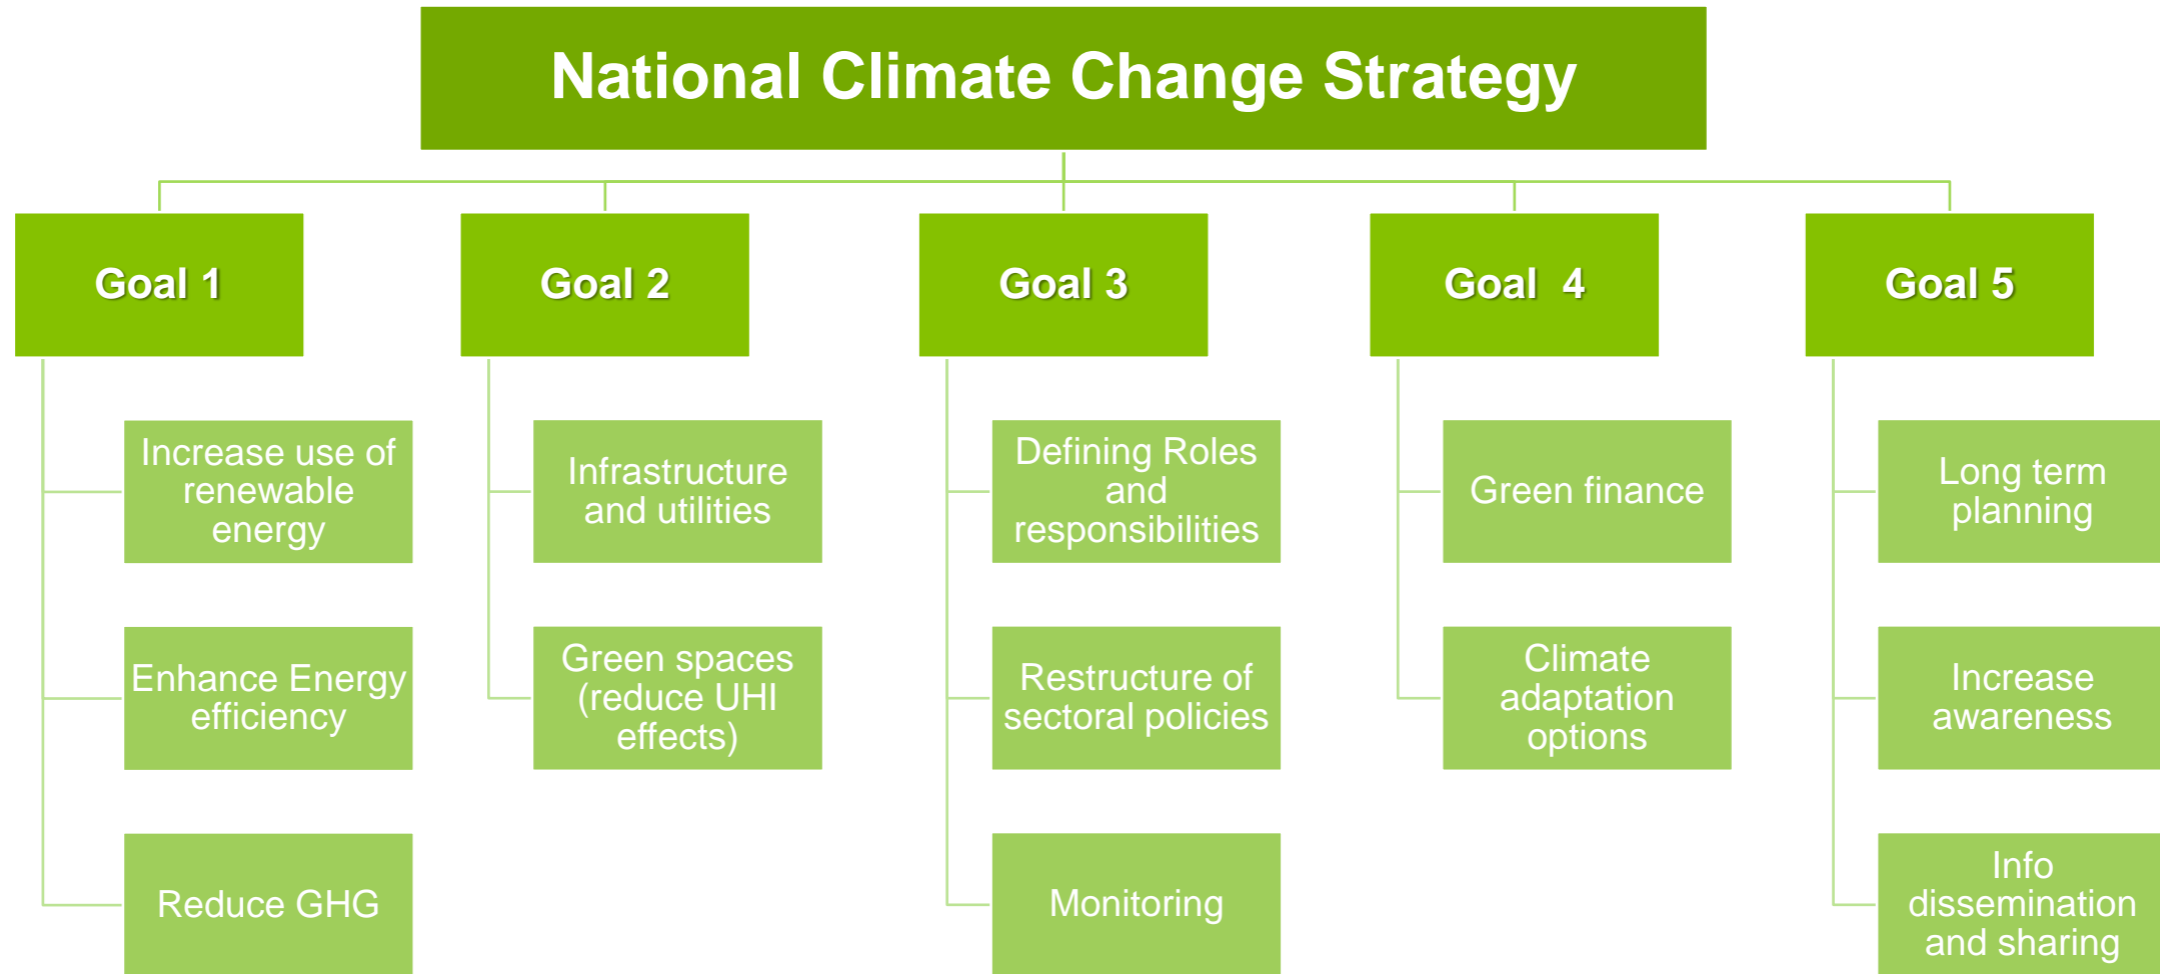 National Climate Change Strategy
Goal 1
Increase use of
renewable
energy
Enhance Energy
efficiency
Reduce GHG
Goal 2
Infrastructure
and utilities
Green spaces
(reduce UHI
effects)
Goal 3
Defining Roles
and
responsibilities
Restructure of
sectoral policies
Monitoring
Goal  4
Green finance
Climate
adaptation
options
Goal 5
Long term
planning
Increase
awareness
Info
dissemination
and sharing